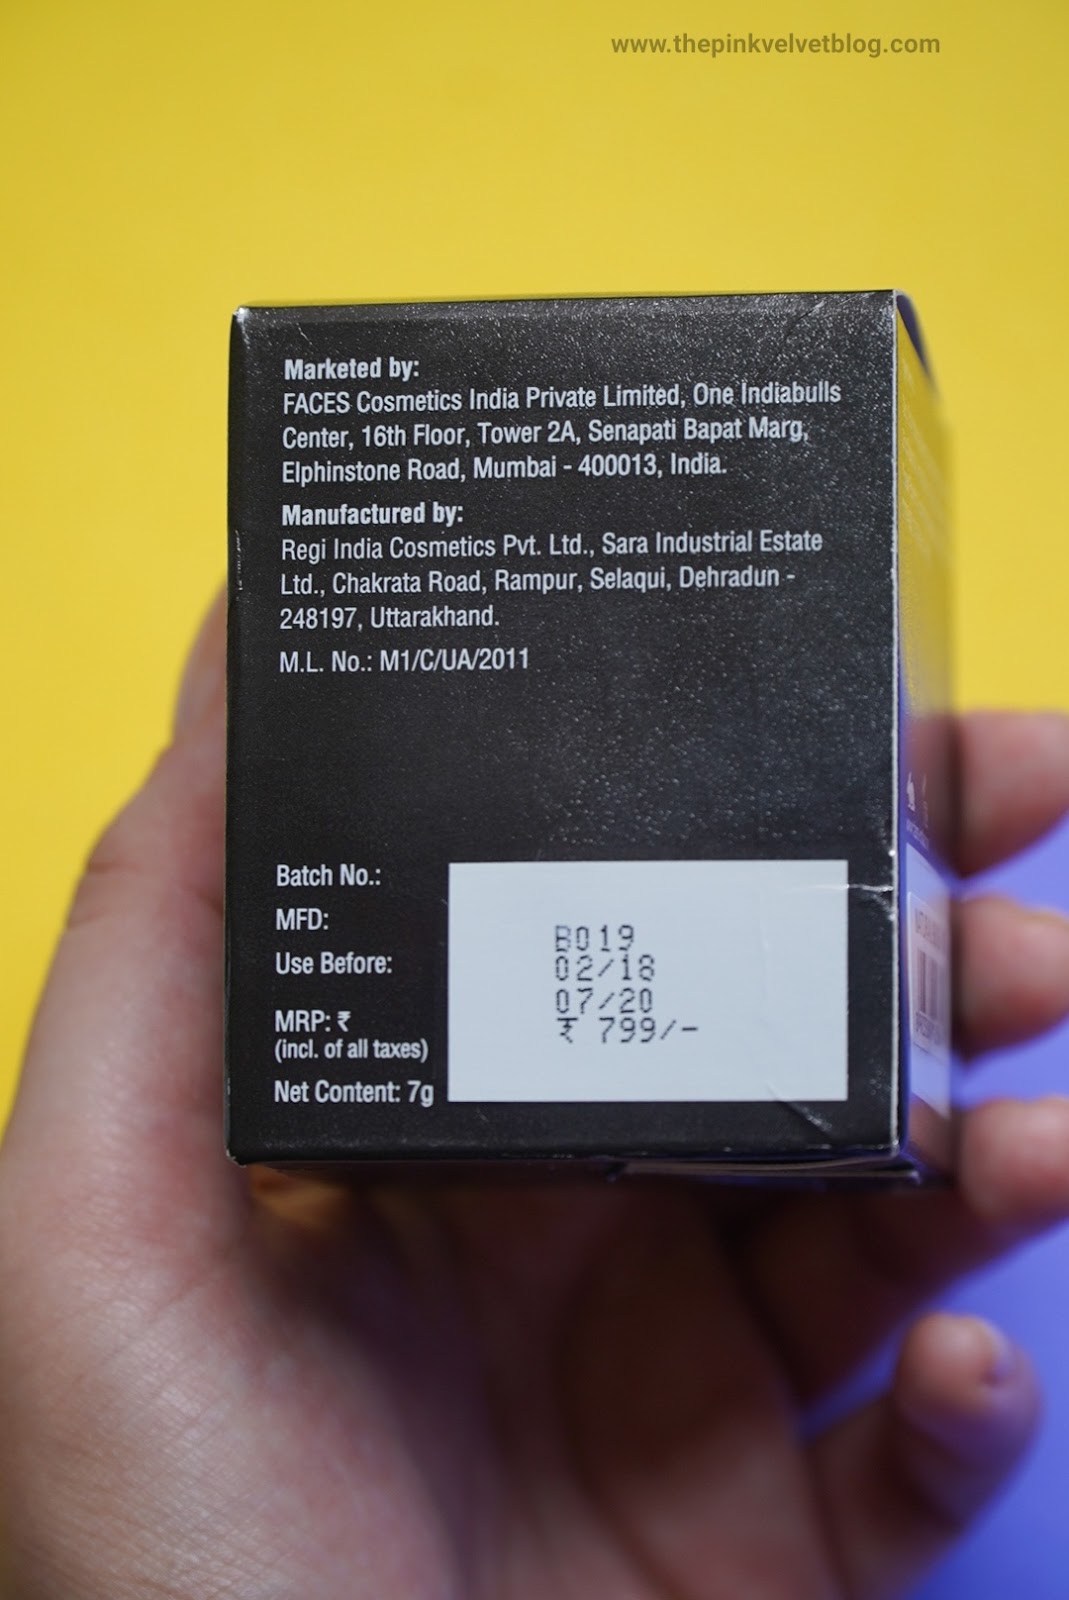 www.thepinkvelvetblog.com
Marketed by:
FACES Cosmetics India Private Limited, One Indiabulls
Center, 16th Floor, Tower 2A, Senapati Bapat Marg,
Elphinstone Road, Mumbai - 400013, India.
Manufactured by:
Regi India Cosmetics Pvt. Ltd., Sara Industrial Estate
Ltd., Chakrata Road, Rampur, Selaqui, Dehradun -
248197, Uttarakhand.
M.L. No.: M1/C/UA/2011
Batch No.:
MFD:
Use Before:
MRP: ₹
(incl. of all taxes)
Net Content: 7g
B019
02/18
07/20
₹ 799/-